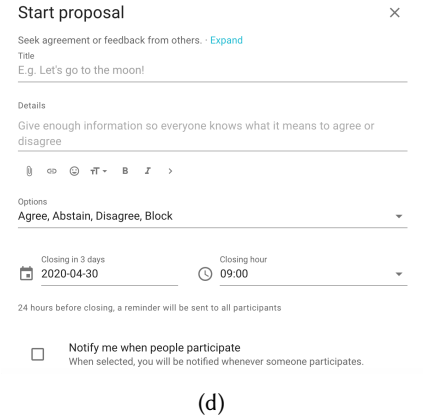 Start proposal
Seek agreement or feedback from others. · Expand
Title
E.g. Let's go to the moon!
Details
Give enough information so everyone knows what it means to agree or
disagree
B I
Options
Agree, Abstain, Disagree, Block
Closing in 3 days Closing hour
2020-04-30 09:00
24 hours before closing, a reminder will be sent to all participants
Notify me when people participate
When selected, you will be notified whenever someone participates.
(d)